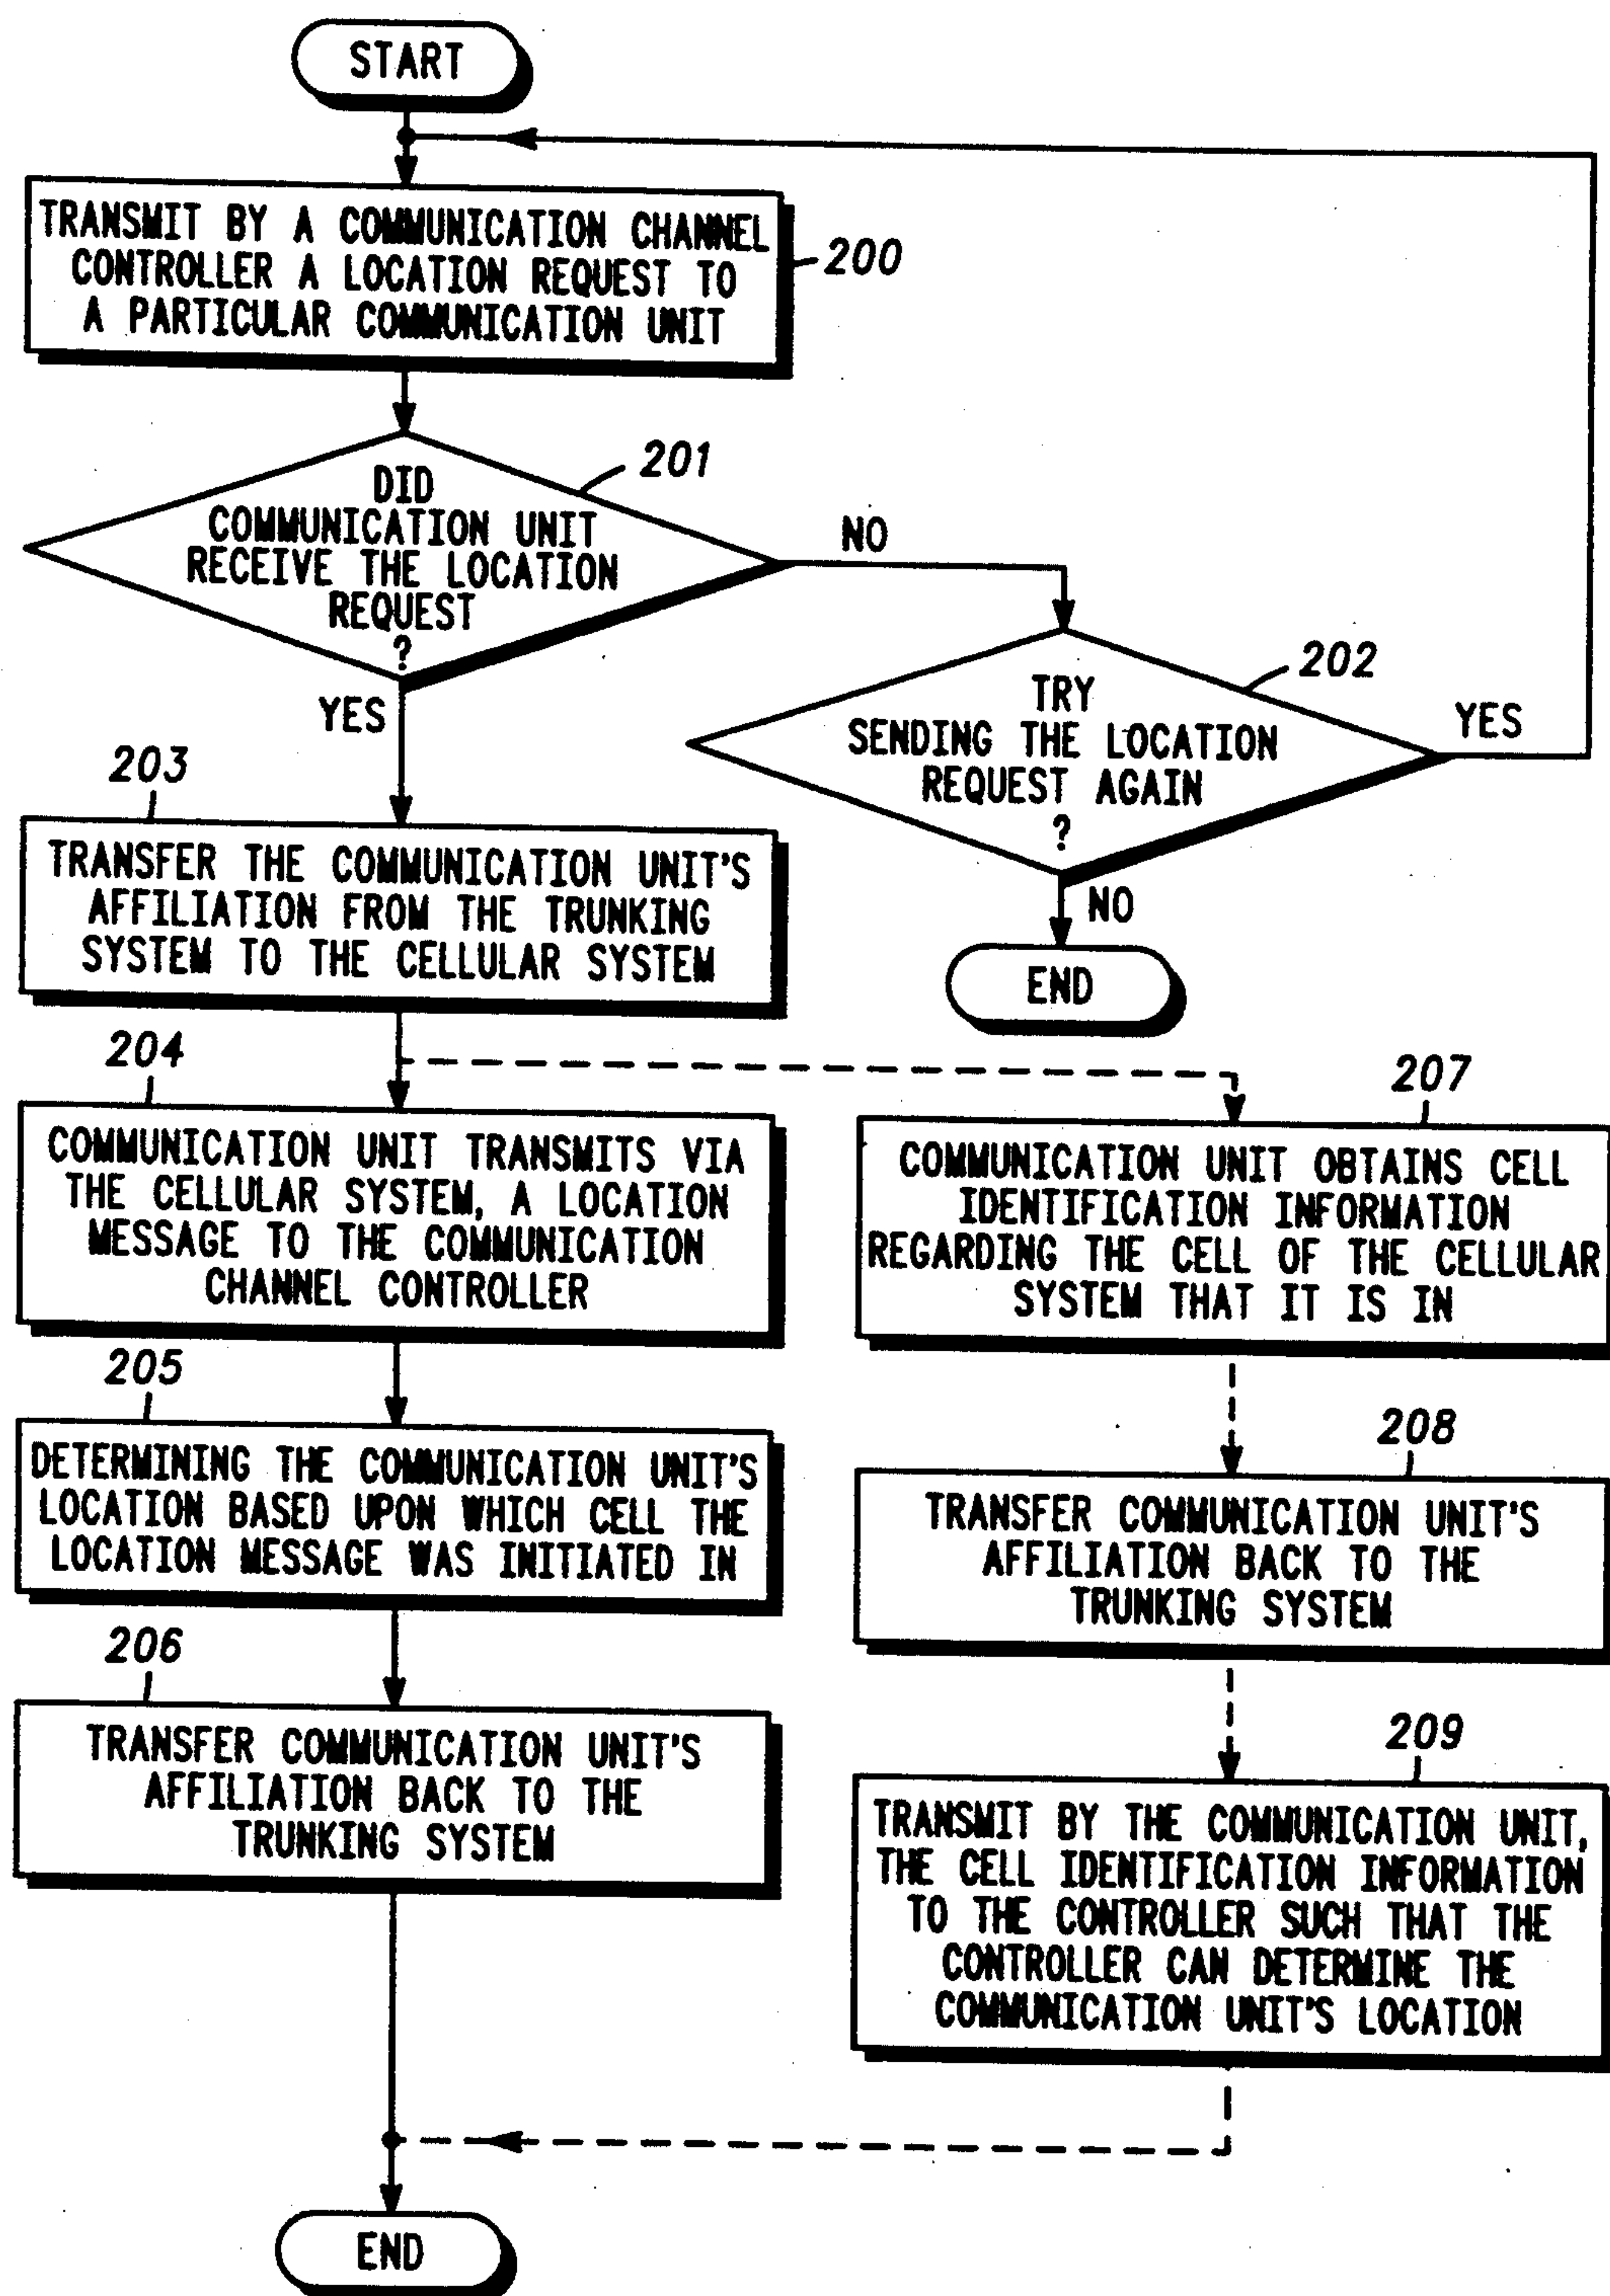 START
TRANSMIT BY A COMMUNICATION CHANNEL
CONTROLLER A LOCATION REQUEST TO
A PARTICULAR COMMUNICATION UNIT
200
DID
COMMUNICATION UNIT
RECEIVE THE LOCATION
REQUEST
?
201
NO
YES
TRY
SENDING THE LOCATION
REQUEST AGAIN
?
202
YES
NO
END
203
TRANSFER THE COMMUNICATION UNIT'S
AFFILIATION FROM THE TRUNKING
SYSTEM TO THE CELLULAR SYSTEM
204
COMMUNICATION UNIT TRANSMITS VIA
THE CELLULAR SYSTEM, A LOCATION
MESSAGE TO THE COMMUNICATION
CHANNEL CONTROLLER
205
DETERMINING THE COMMUNICATION UNIT'S
LOCATION BASED UPON WHICH CELL THE
LOCATION MESSAGE WAS INITIATED IN
206
TRANSFER COMMUNICATION UNIT'S
AFFILIATION BACK TO THE
TRUNKING SYSTEM
207
COMMUNICATION UNIT OBTAINS CELL
IDENTIFICATION INFORMATION
REGARDING THE CELL OF THE CELLULAR
SYSTEM THAT IT IS IN
208
TRANSFER COMMUNICATION UNIT'S
AFFILIATION BACK TO THE
TRUNKING SYSTEM
209
TRANSMIT BY THE COMMUNICATION UNIT,
THE CELL IDENTIFICATION INFORMATION
TO THE CONTROLLER SUCH THAT THE
CONTROLLER CAN DETERMINE THE
COMMUNICATION UNIT'S LOCATION
END